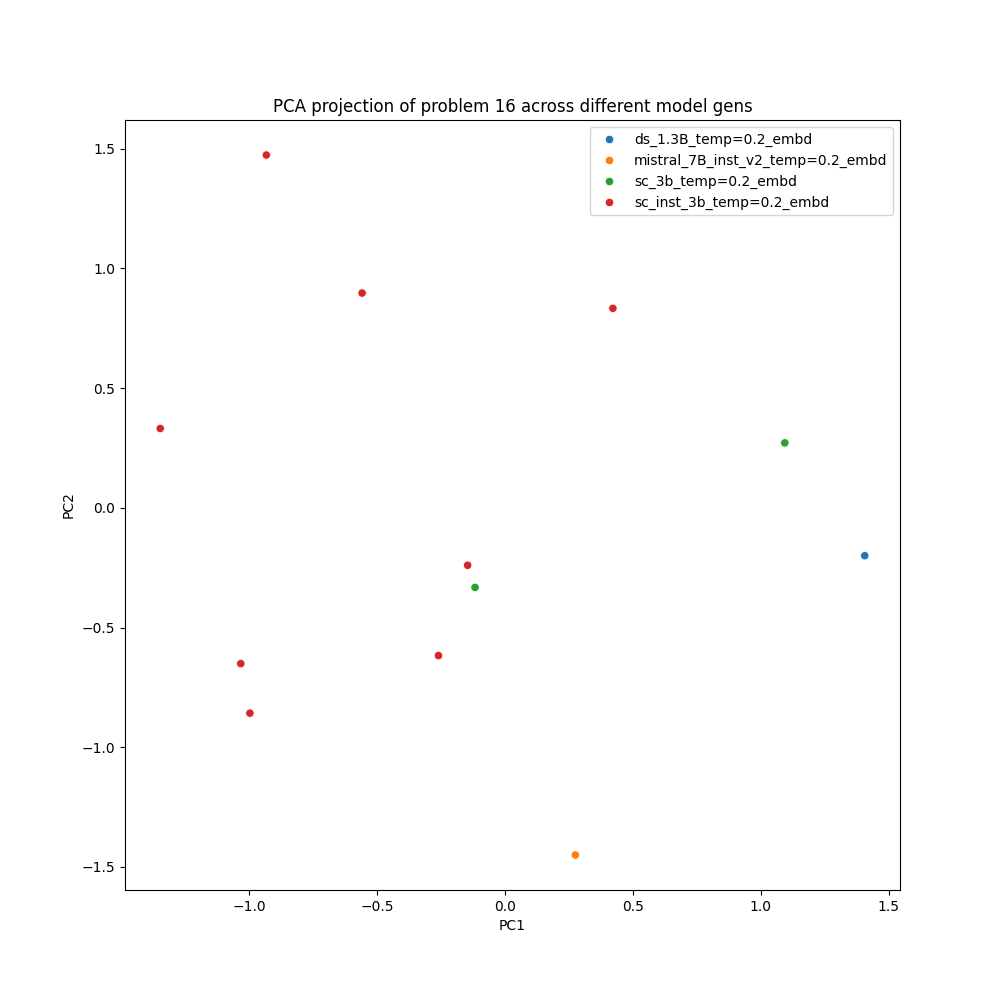 PCA projection of problem 16 across different model gens
ds_1.3B_temp=0.2_embd
mistral_7B_inst_v2_temp=0.2_embd
sc_3b_temp=0.2_embd
sc_inst_3b_temp=0.2_embd
1.5
1.0
0.5
0.0
−0.5
−1.0
−1.5
PC2
−1.0 −0.5 0.0 0.5 1.0 1.5
PC1